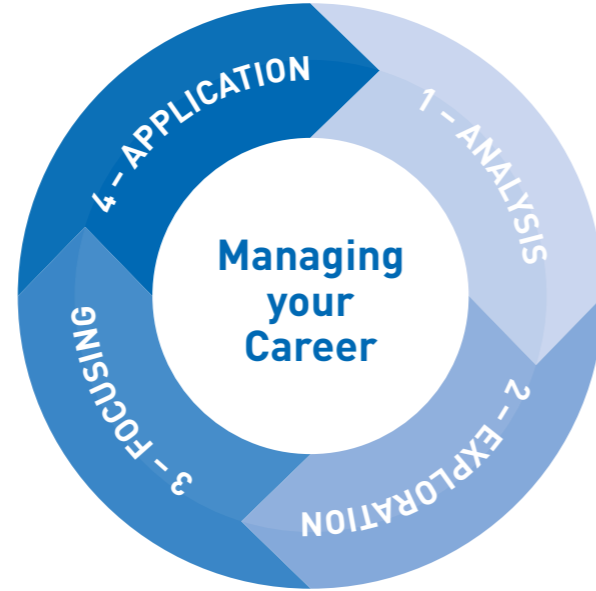 Managing
your
Career
1 – ANALYSIS
2 – EXPLORATION
3 – FOCUSING
4 – APPLICATION